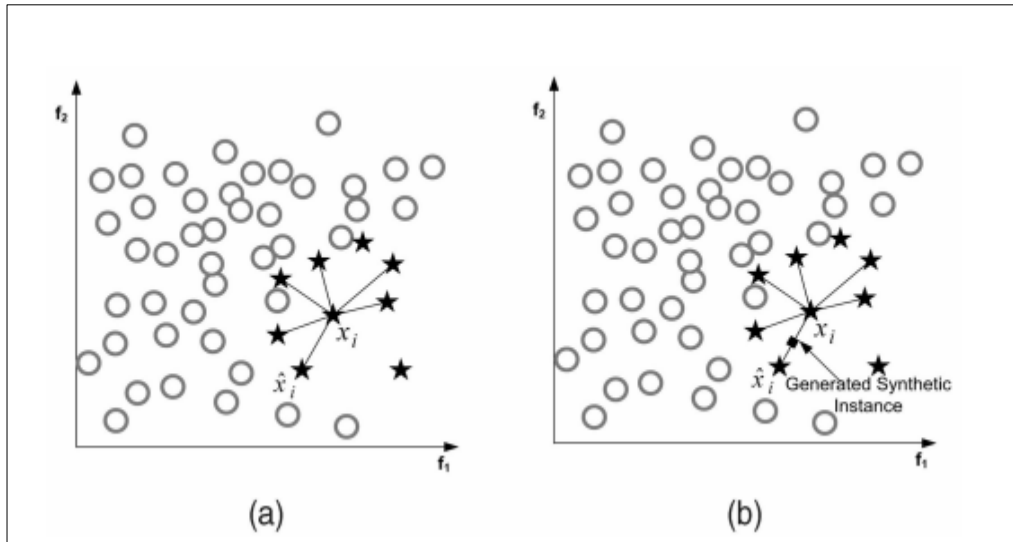 f₂
x_i
x̂_i
f₁
(a)
f₂
x_i
x̂_i
Generated Synthetic
Instance
f₁
(b)